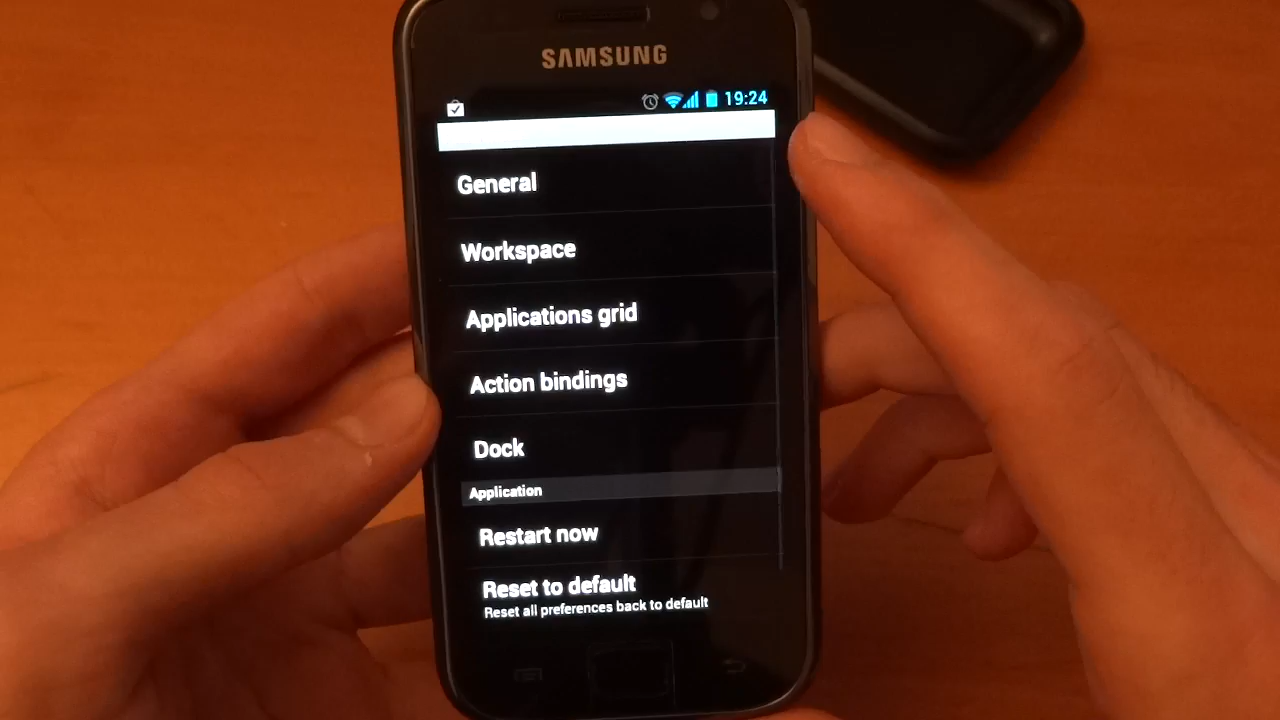 SAMSUNG
19:24
General
Workspace
Applications grid
Action bindings
Dock
Application
Restart now
Reset to default
Reset all preferences back to default